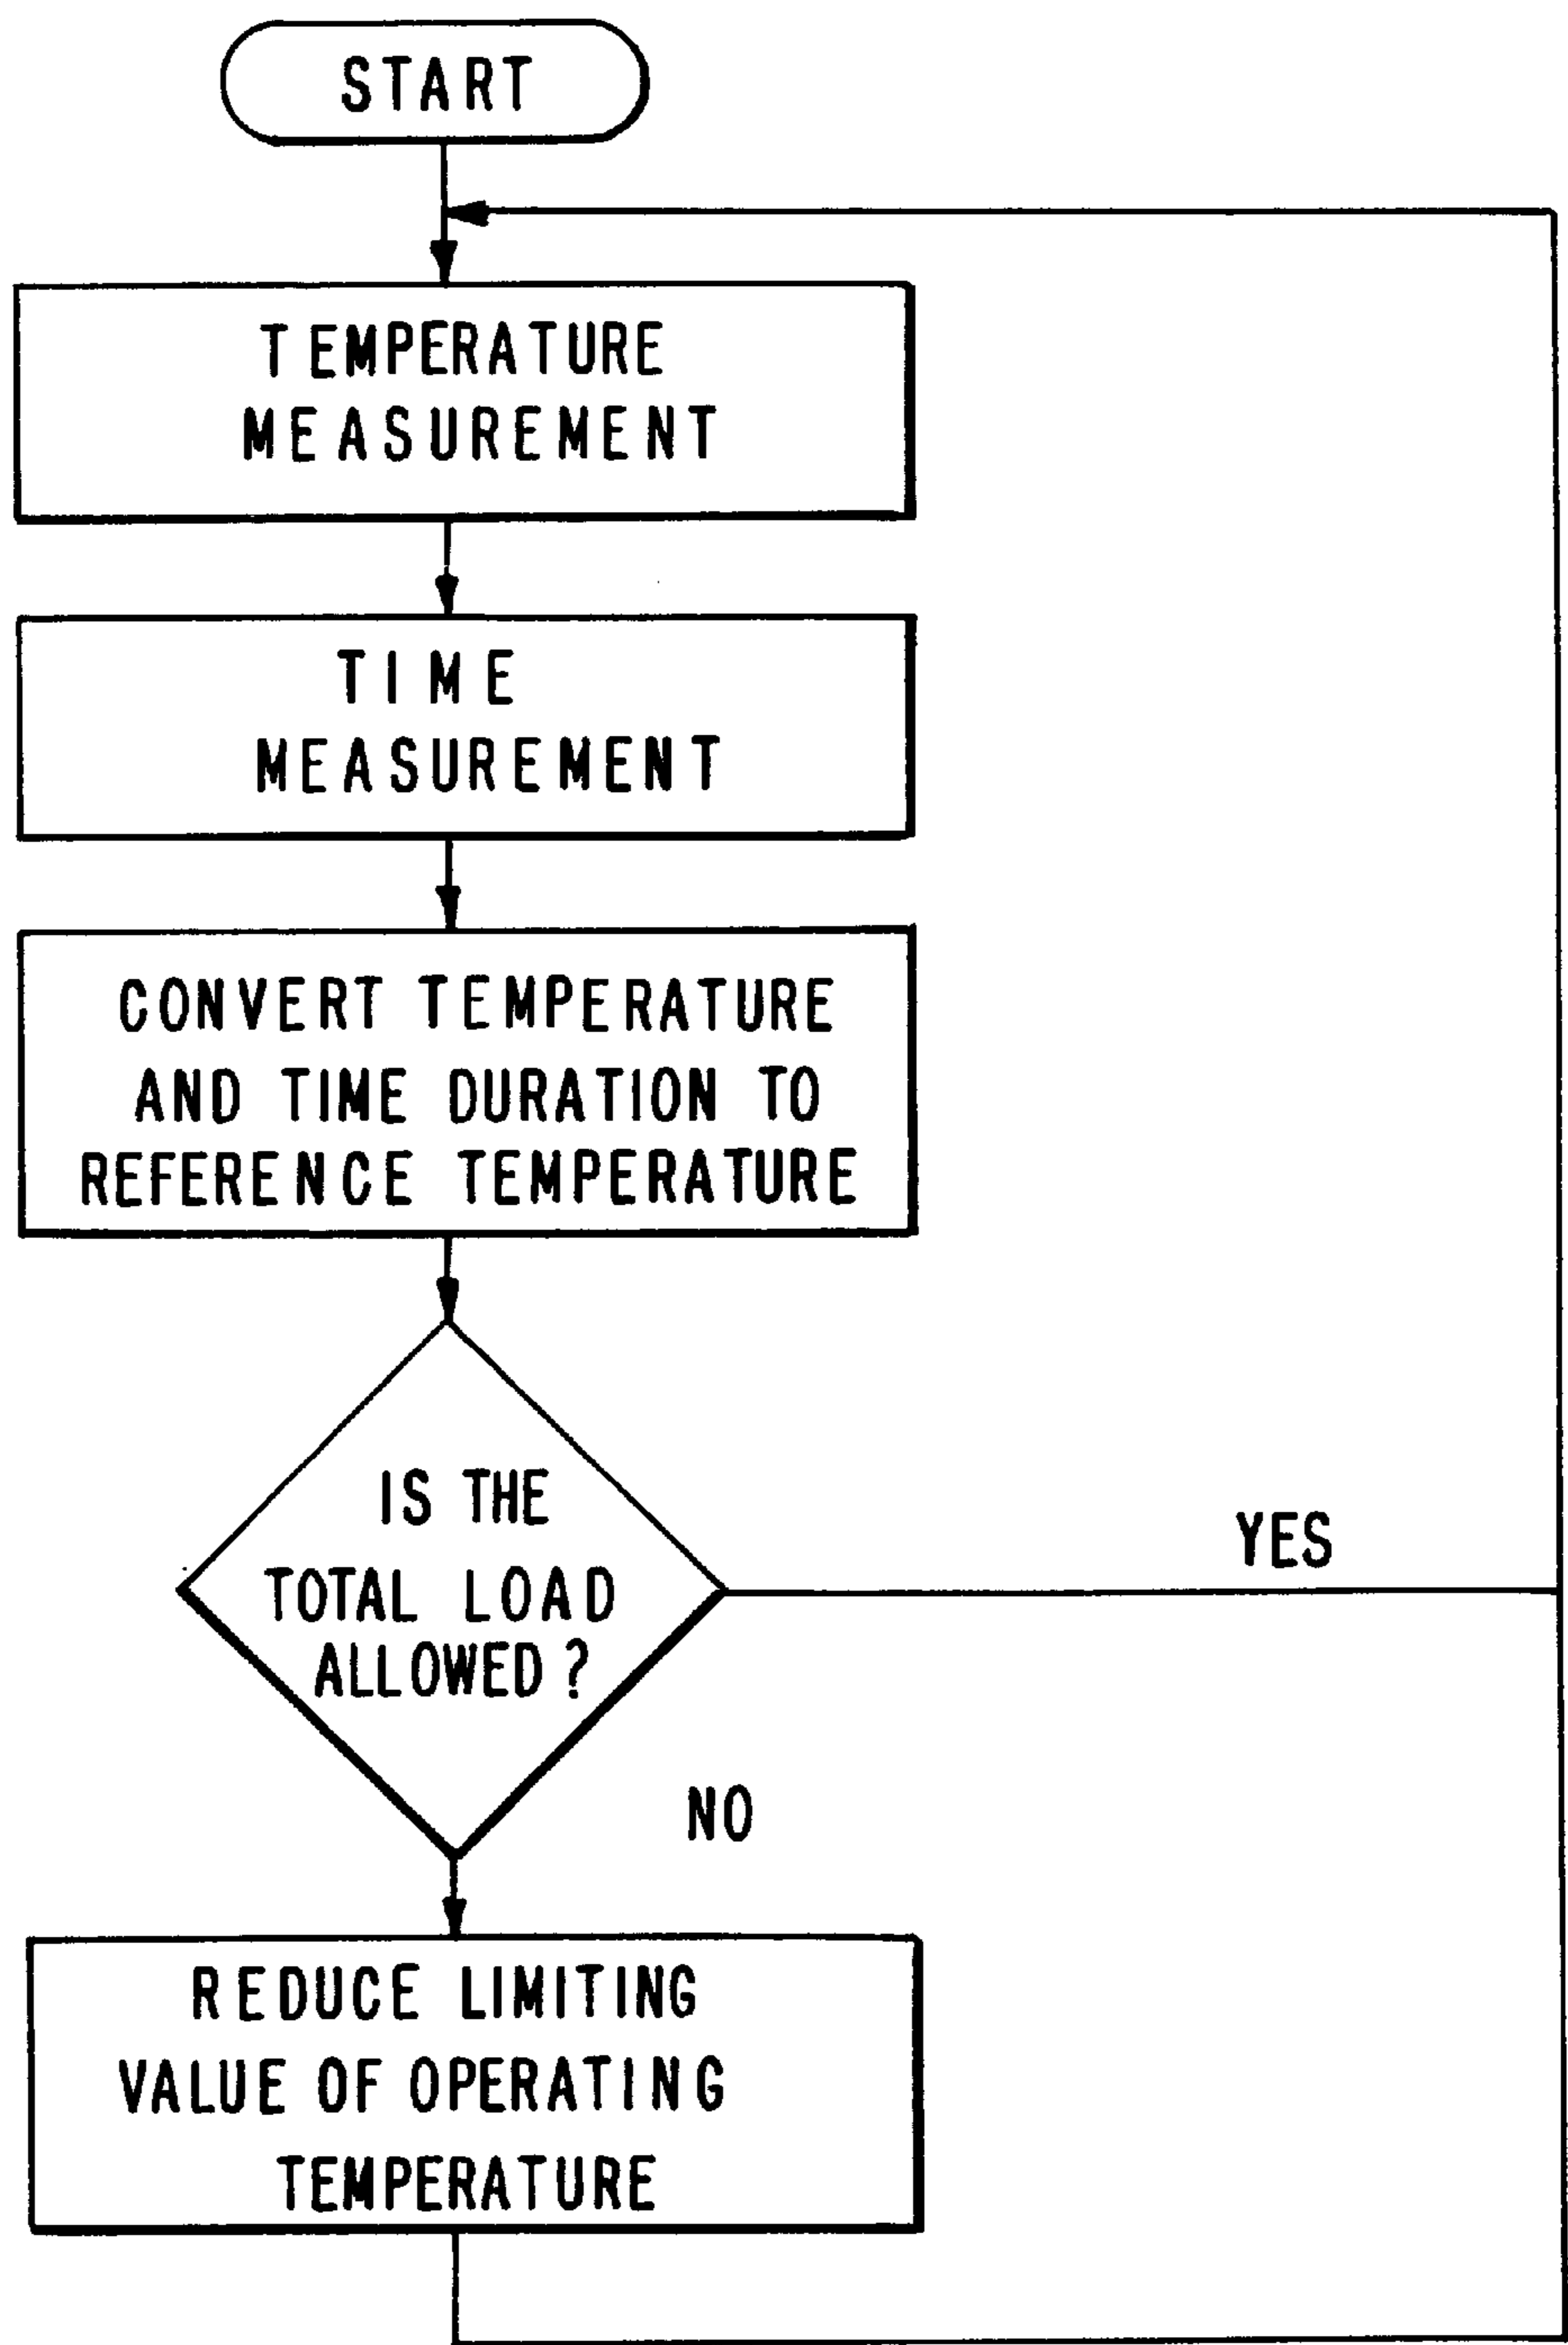 START
TEMPERATURE
MEASUREMENT
TIME
MEASUREMENT
CONVERT TEMPERATURE
AND TIME DURATION TO
REFERENCE TEMPERATURE
IS THE
TOTAL LOAD
ALLOWED?
YES
NO
REDUCE LIMITING
VALUE OF OPERATING
TEMPERATURE